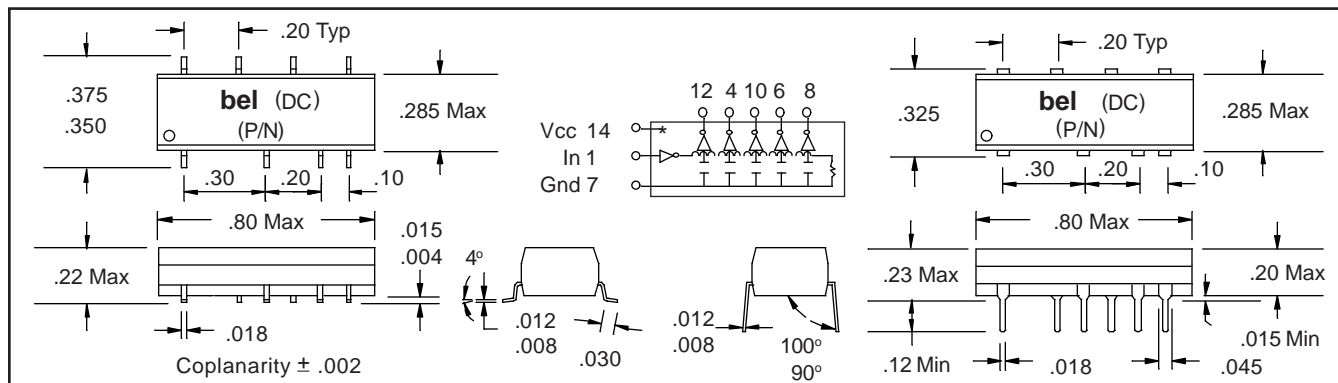 .20 Typ
.375
.350
bel (DC)
(P/N)
.285 Max
.30
.20
.10
.80 Max
.22 Max
.015
.004
.018
Coplanarity ± .002
12 4 10 6 8
Vcc 14 *
In 1
Gnd 7
4°
.012
.008
.030
.012
.008
100°
90°
.20 Typ
.325
bel (DC)
(P/N)
.285 Max
.30
.20
.10
.80 Max
.23 Max
.20 Max
.12 Min
.018
.045
.015 Min